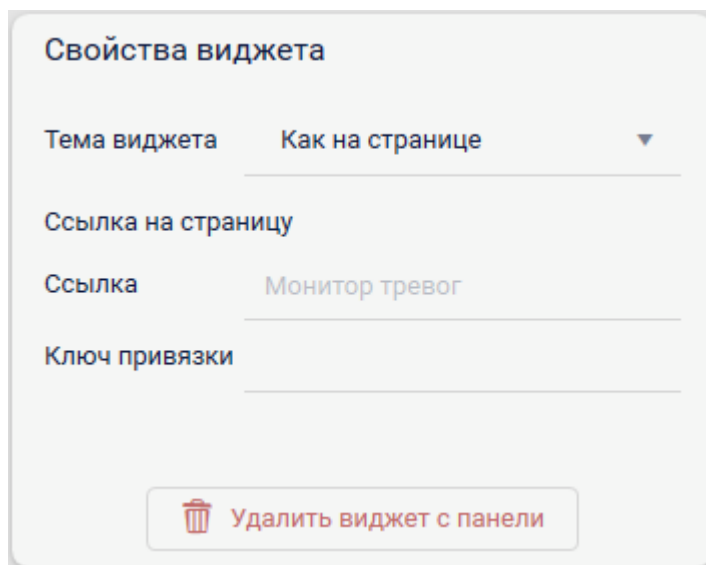 Свойства виджета
Тема виджета Как на странице
Ссылка на страницу
Ссылка Монитор тревог
Ключ привязки
Удалить виджет с панели